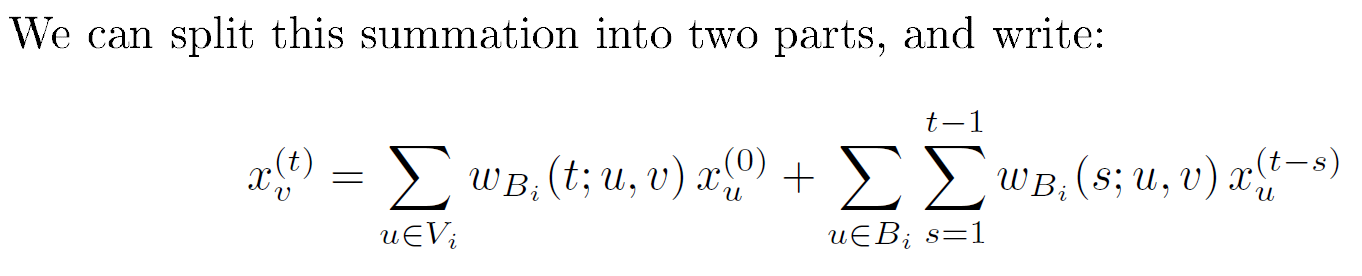 We can split this summation into two parts, and write:
x_v^{(t)} = \sum_{u \in V_i} w_{B_i}(t; u, v) x_u^{(0)} + \sum_{u \in B_i} \sum_{s=1}^{t-1} w_{B_i}(s; u, v) x_u^{(t-s)}